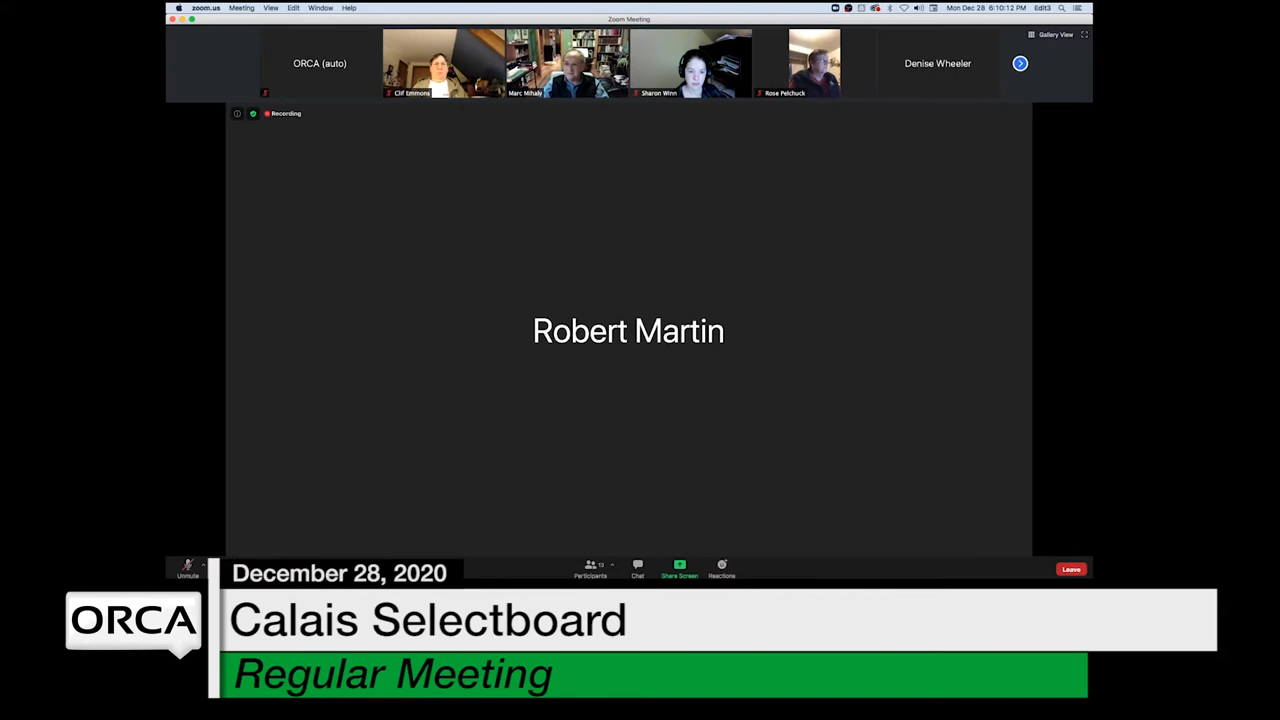 zoom.us Meeting View Edit Window Help Mon Dec 28 6:10:12 PM Edit3
Zoom Meeting
Gallery View
ORCA (auto)
Denise Wheeler
Clif Emmons
Marc Mihaly
Sharon Winn
Rose Pelchuck
Recording
Robert Martin
Unmute
13
Participants
Chat
Share Screen
Reactions
Leave
December 28, 2020
ORCA
Calais Selectboard
Regular Meeting